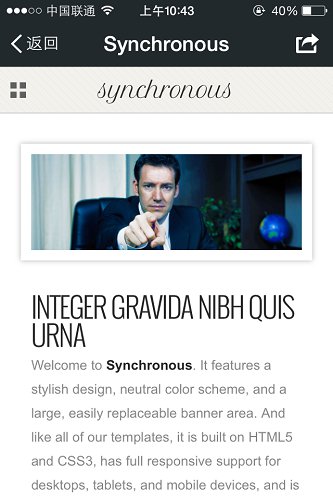 中国联通 上午10:43 40%
返回 Synchronous
synchronous
INTEGER GRAVIDA NIBH QUIS
URNA
Welcome to Synchronous. It features a
stylish design, neutral color scheme, and a
large, easily replaceable banner area. And
like all of our templates, it is built on HTML5
and CSS3, has full responsive support for
desktops, tablets, and mobile devices, and is